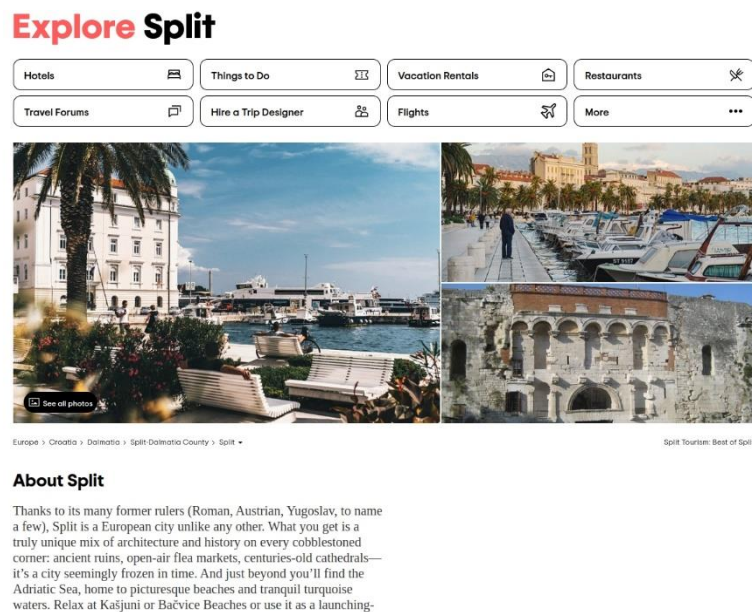 Explore Split
Hotels
Things to Do
Vacation Rentals
Restaurants
Travel Forums
Hire a Trip Designer
Flights
More
ST 9187
See all photos
Europe > Croatia > Dalmatia > Split-Dalmatia County > Split
Split Tourism: Best of Spli
About Split
Thanks to its many former rulers (Roman, Austrian, Yugoslav, to name
a few), Split is a European city unlike any other. What you get is a
truly unique mix of architecture and history on every cobblestoned
corner: ancient ruins, open-air flea markets, centuries-old cathedrals—
it’s a city seemingly frozen in time. And just beyond you’ll find the
Adriatic Sea, home to picturesque beaches and tranquil turquoise
waters. Relax at Kašjuni or Bačvice Beaches or use it as a launching-